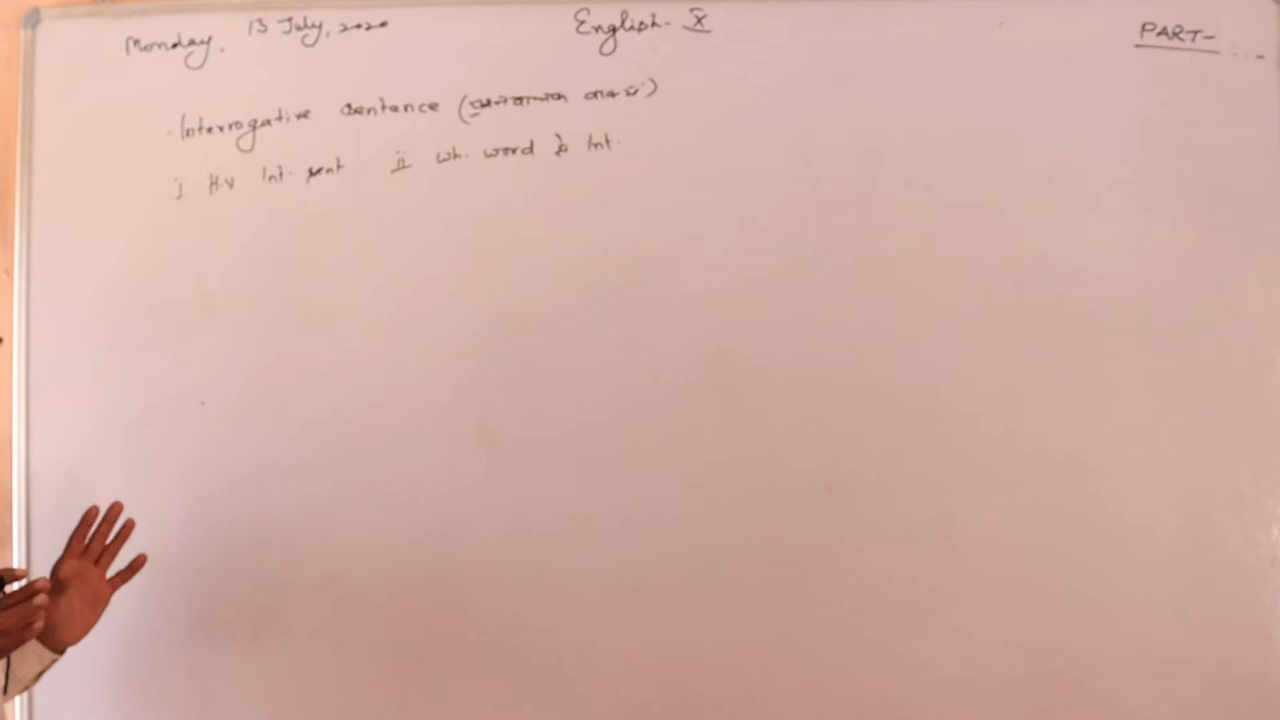 Monday, 13 July, 2020 English - X PART-
Interrogative sentence (प्रश्नवाचक वाक्य)
i H.V Int. sent ii wh. word Int.